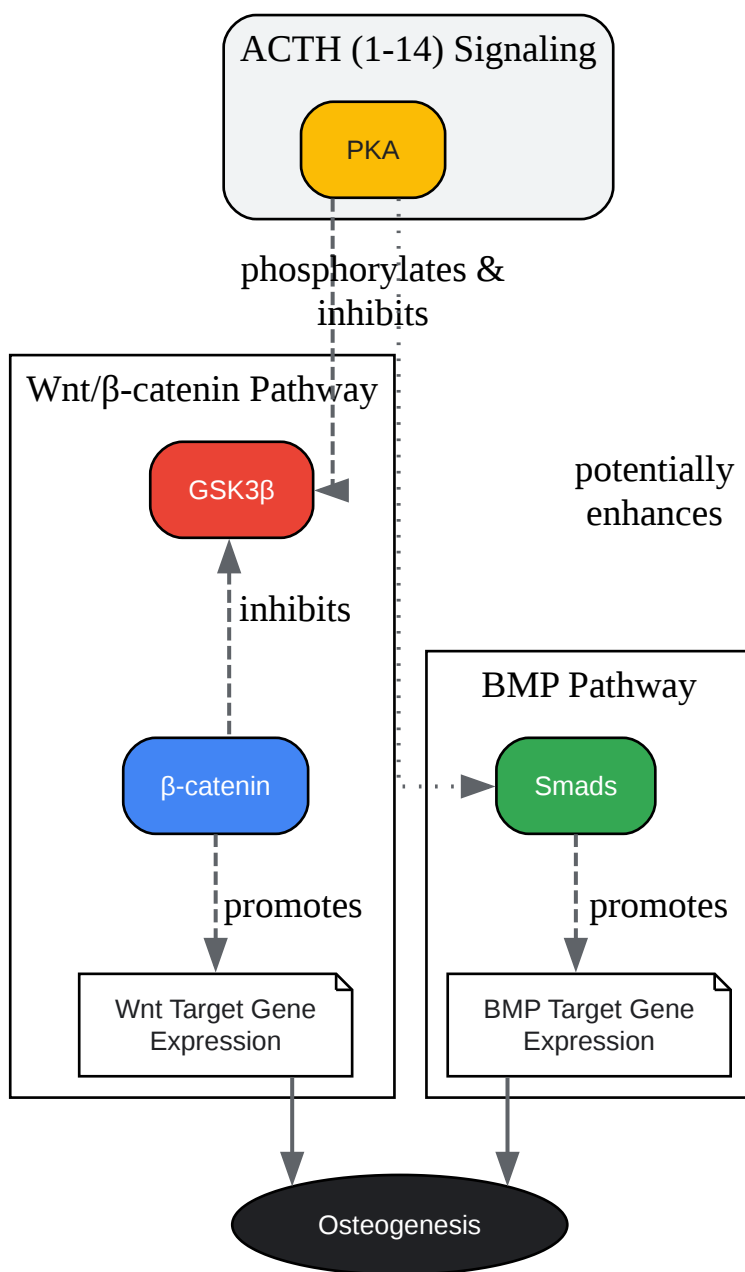 ACTH (1-14) Signaling
PKA
phosphorylates &
inhibits
Wnt/β-catenin Pathway
GSK3β
potentially
enhances
inhibits
BMP Pathway
β-catenin
Smads
promotes
promotes
Wnt Target Gene
Expression
BMP Target Gene
Expression
Osteogenesis